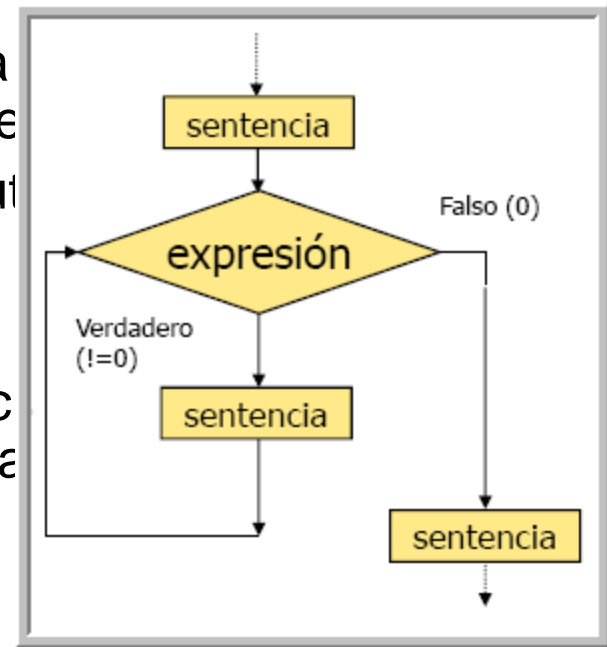 sentencia
Falso (0)
expresión
Verdadero
(!=0)
sentencia
sentencia